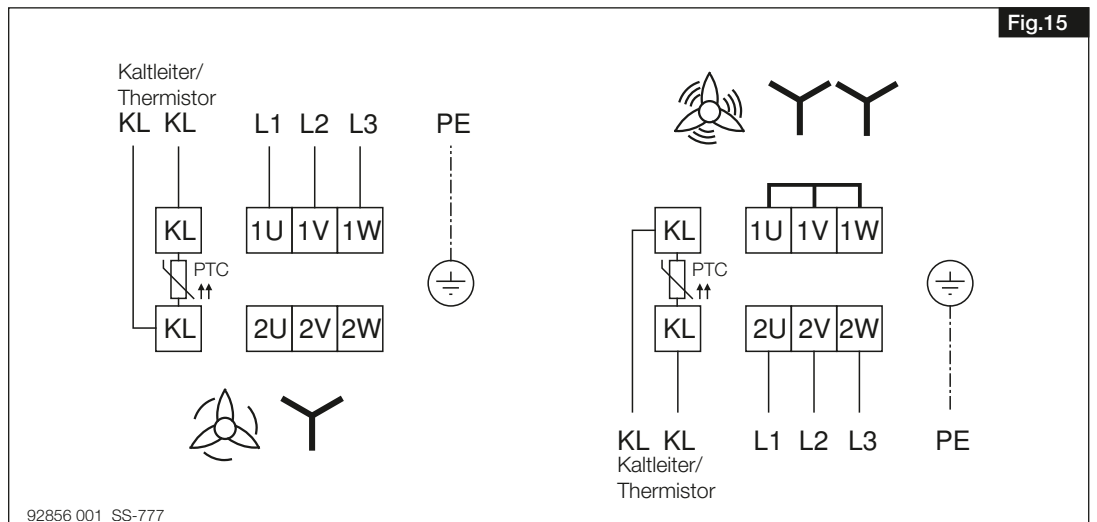 Fig.15
Kaltleiter/
Thermistor
KL KL L1 L2 L3 PE
KL 1U 1V 1W
PTC
KL 2U 2V 2W
KL 1U 1V 1W
PTC
KL 2U 2V 2W
KL KL L1 L2 L3 PE
Kaltleiter/
Thermistor
92856 001 SS-777